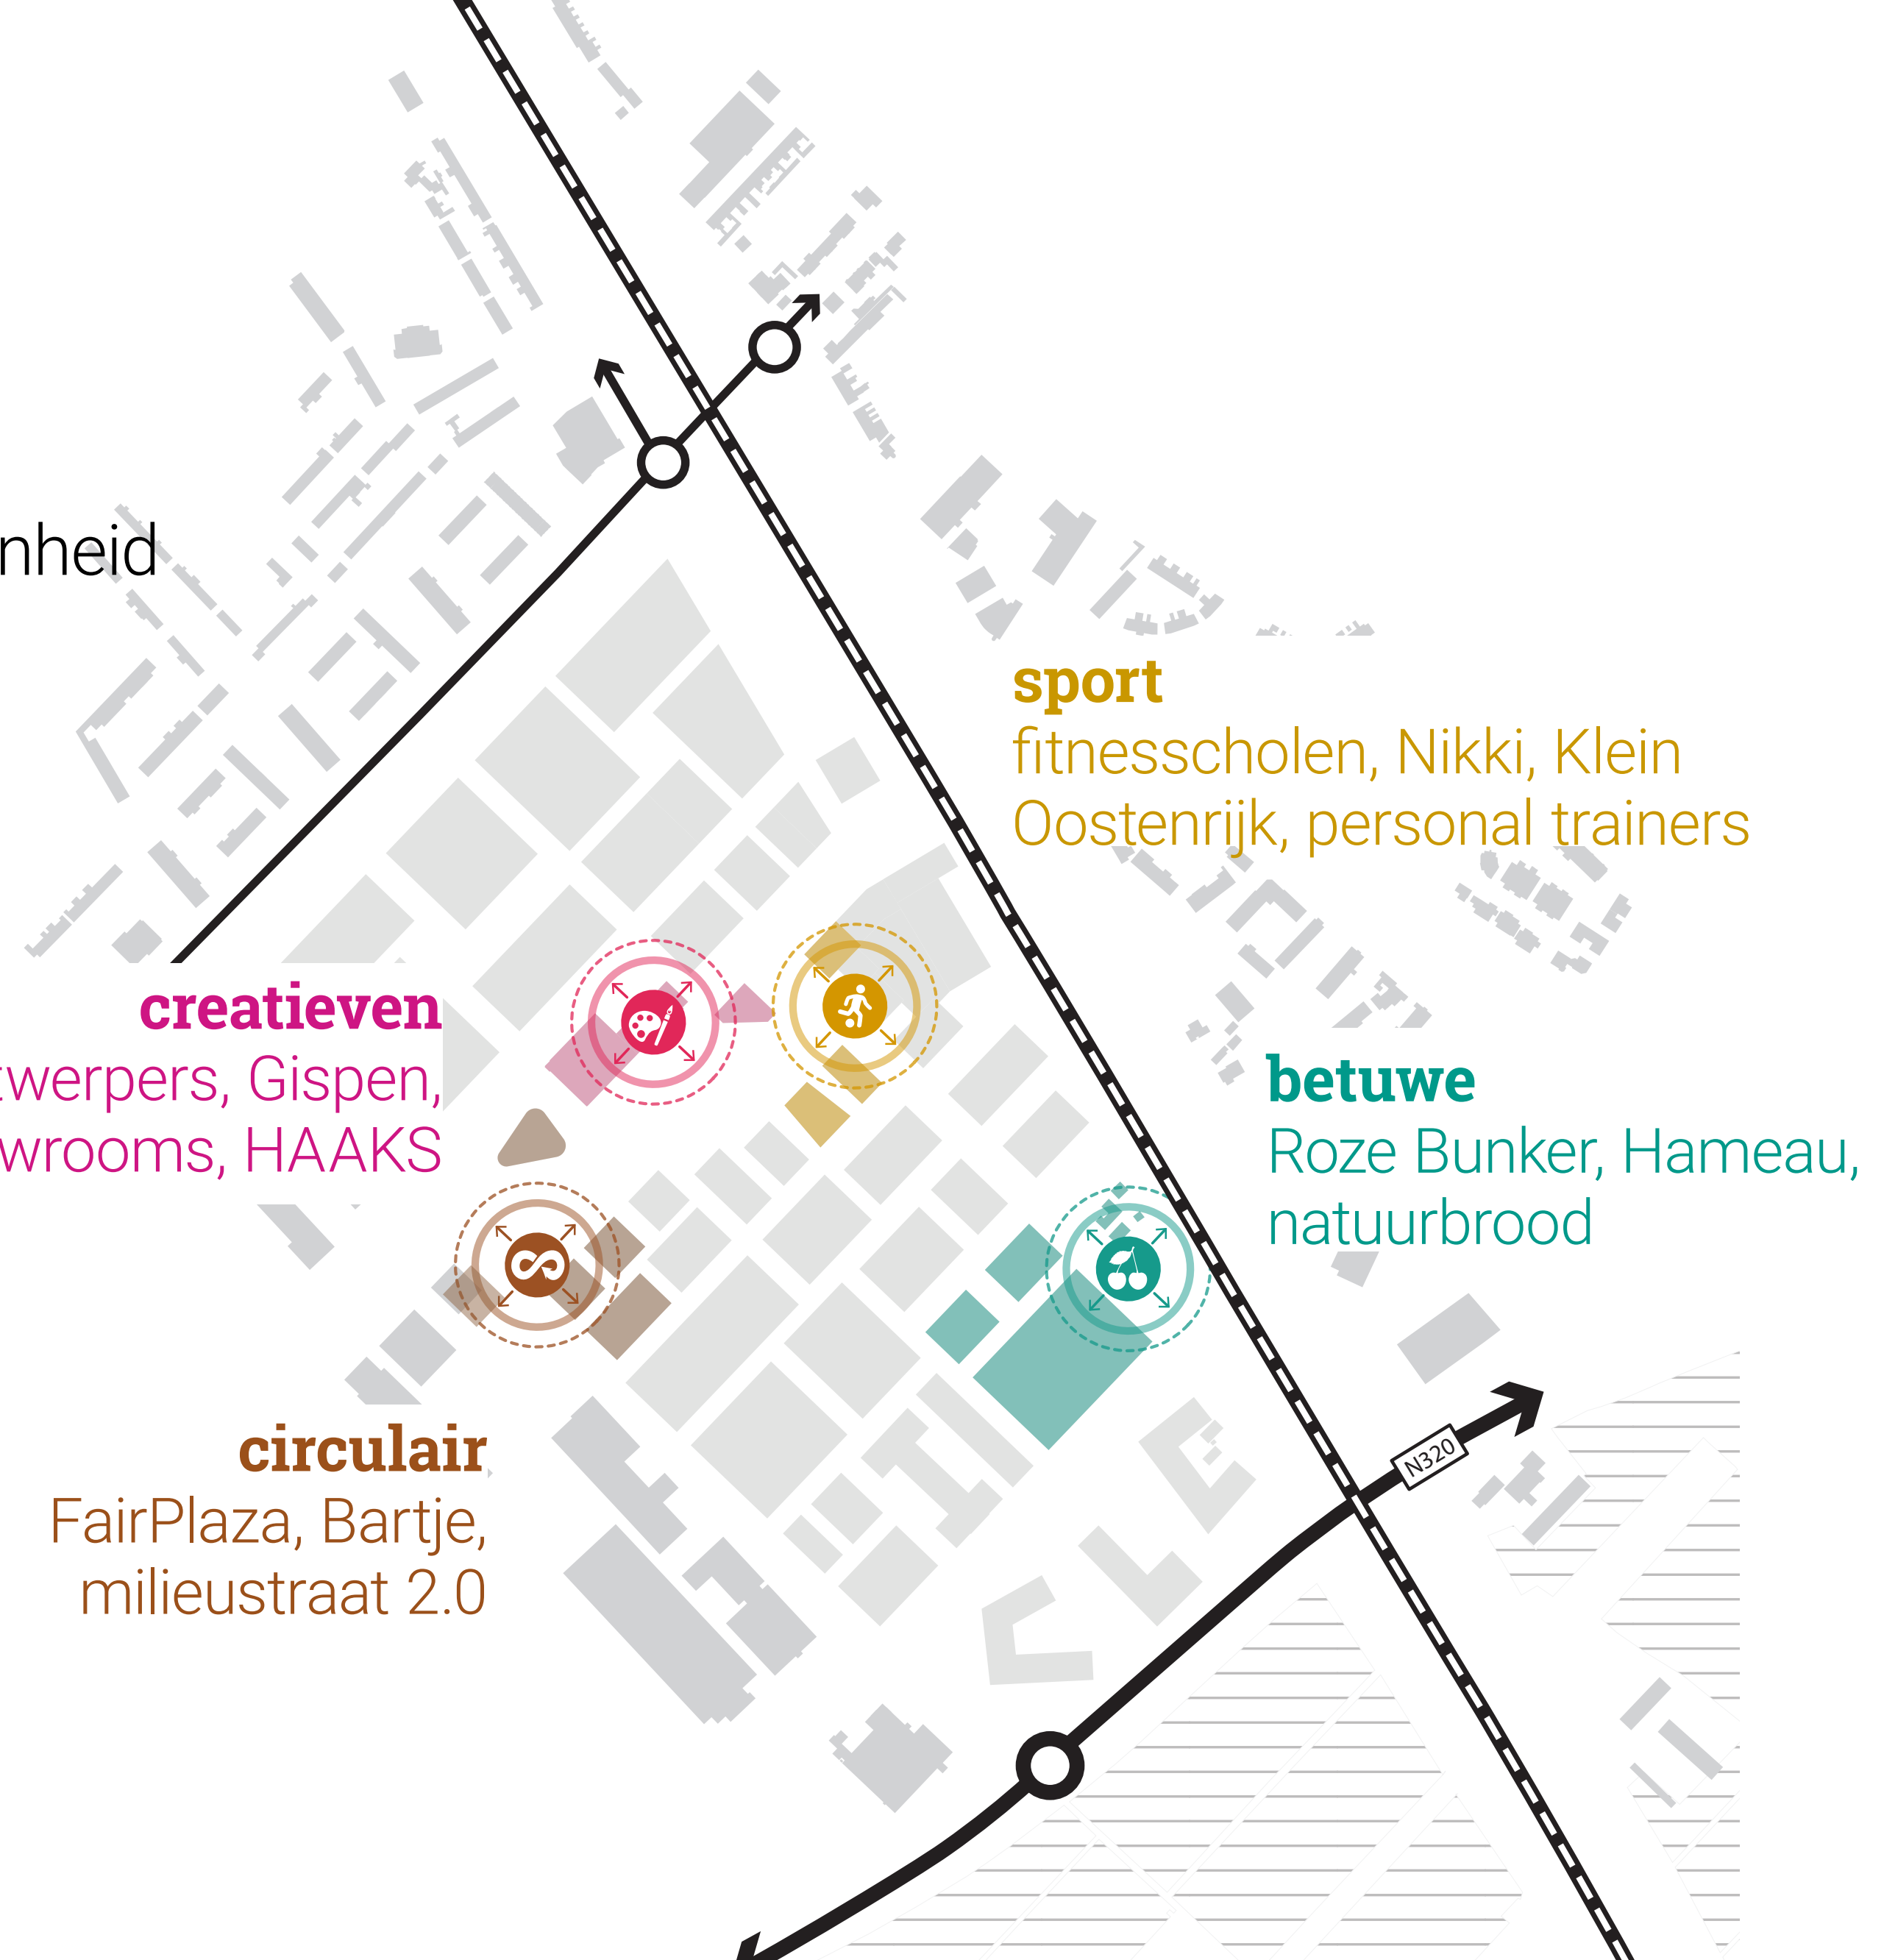 nheid
sport
fitnesscholen, Nikki, Klein
Oostenrijk, personal trainers
creatieven
werpers, Gispen,
wrooms, HAAKS
betuwe
Roze Bunker, Hameau,
natuurbrood
circulair
FairPlaza, Bartje,
milieustraat 2.0
N320